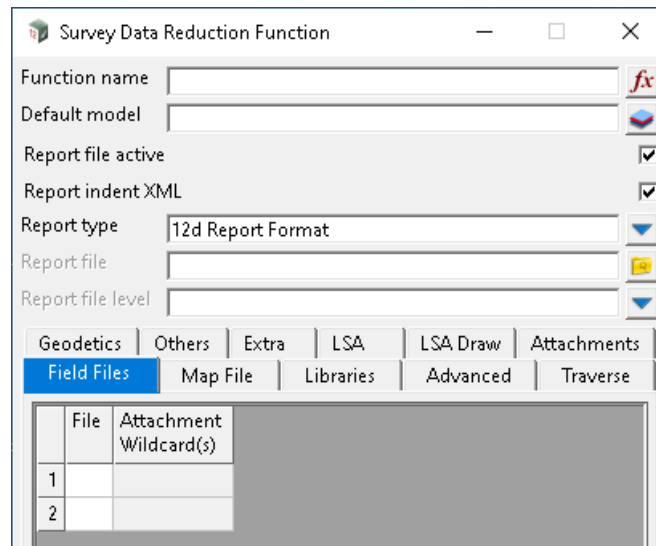 Survey Data Reduction Function
Function name
Default model
Report file active
Report indent XML
Report type 12d Report Format
Report file
Report file level
Geodetics Others Extra LSA LSA Draw Attachments
Field Files Map File Libraries Advanced Traverse
File Attachment
Wildcard(s)
1
2